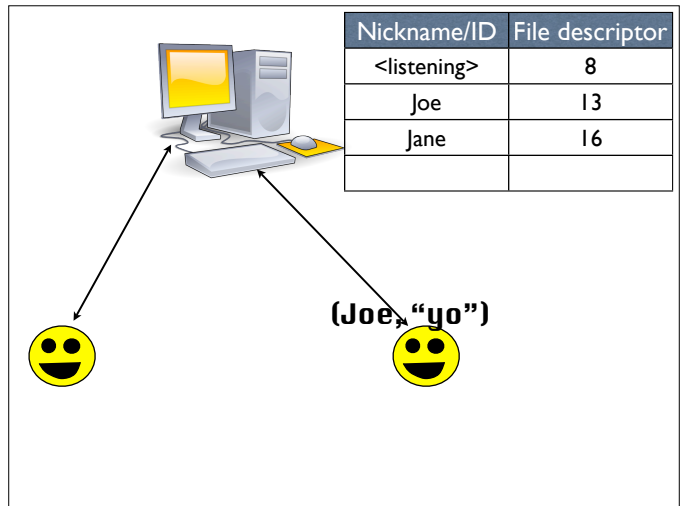 Nickname/ID File descriptor
<listening> 8
Joe 13
Jane 16
(Joe, “yo”)